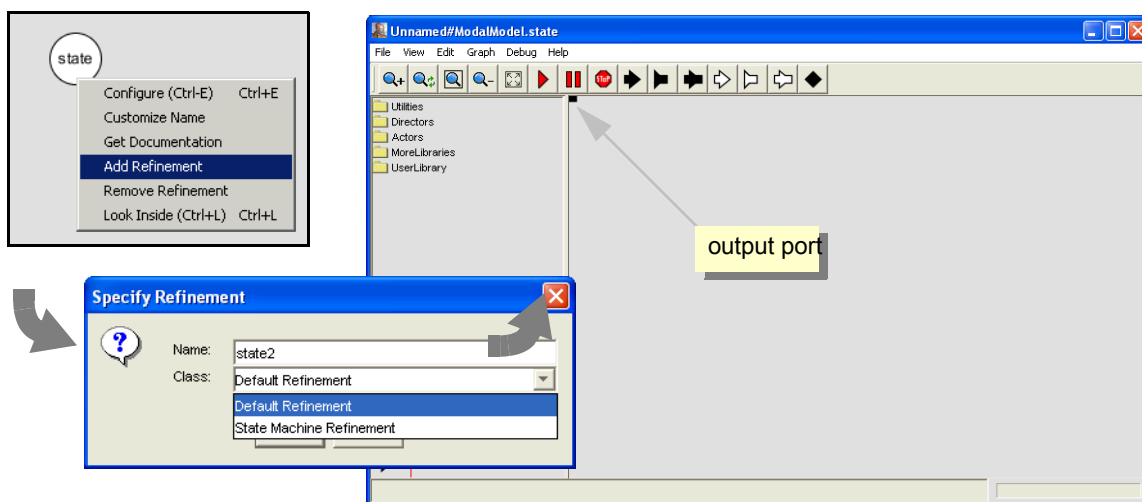 state
Configure (Ctrl-E) Ctrl+E
Customize Name
Get Documentation
Add Refinement
Remove Refinement
Look Inside (Ctrl+L) Ctrl+L
Unnamed#ModalModel.state
File View Edit Graph Debug Help
STOP
Utilities
Directors
Actors
MoreLibraries
UserLibrary
output port
Specify Refinement
Name: state2
Class: Default Refinement
Default Refinement
State Machine Refinement